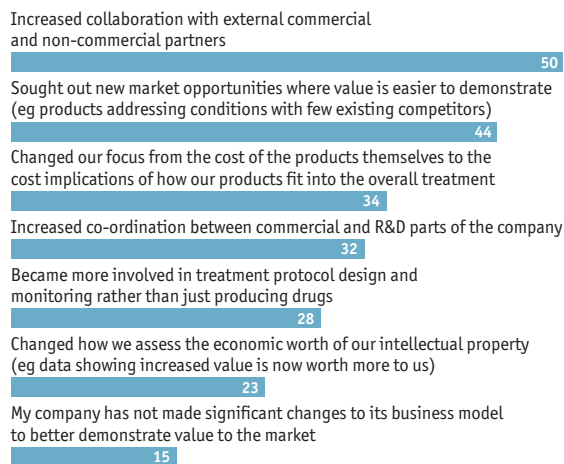 Increased collaboration with external commercial
and non-commercial partners
50
Sought out new market opportunities where value is easier to demonstrate
(eg products addressing conditions with few existing competitors)
44
Changed our focus from the cost of the products themselves to the
cost implications of how our products fit into the overall treatment
34
Increased co-ordination between commercial and R&D parts of the company
32
Became more involved in treatment protocol design and
monitoring rather than just producing drugs
28
Changed how we assess the economic worth of our intellectual property
(eg data showing increased value is now worth more to us)
23
My company has not made significant changes to its business model
to better demonstrate value to the market
15